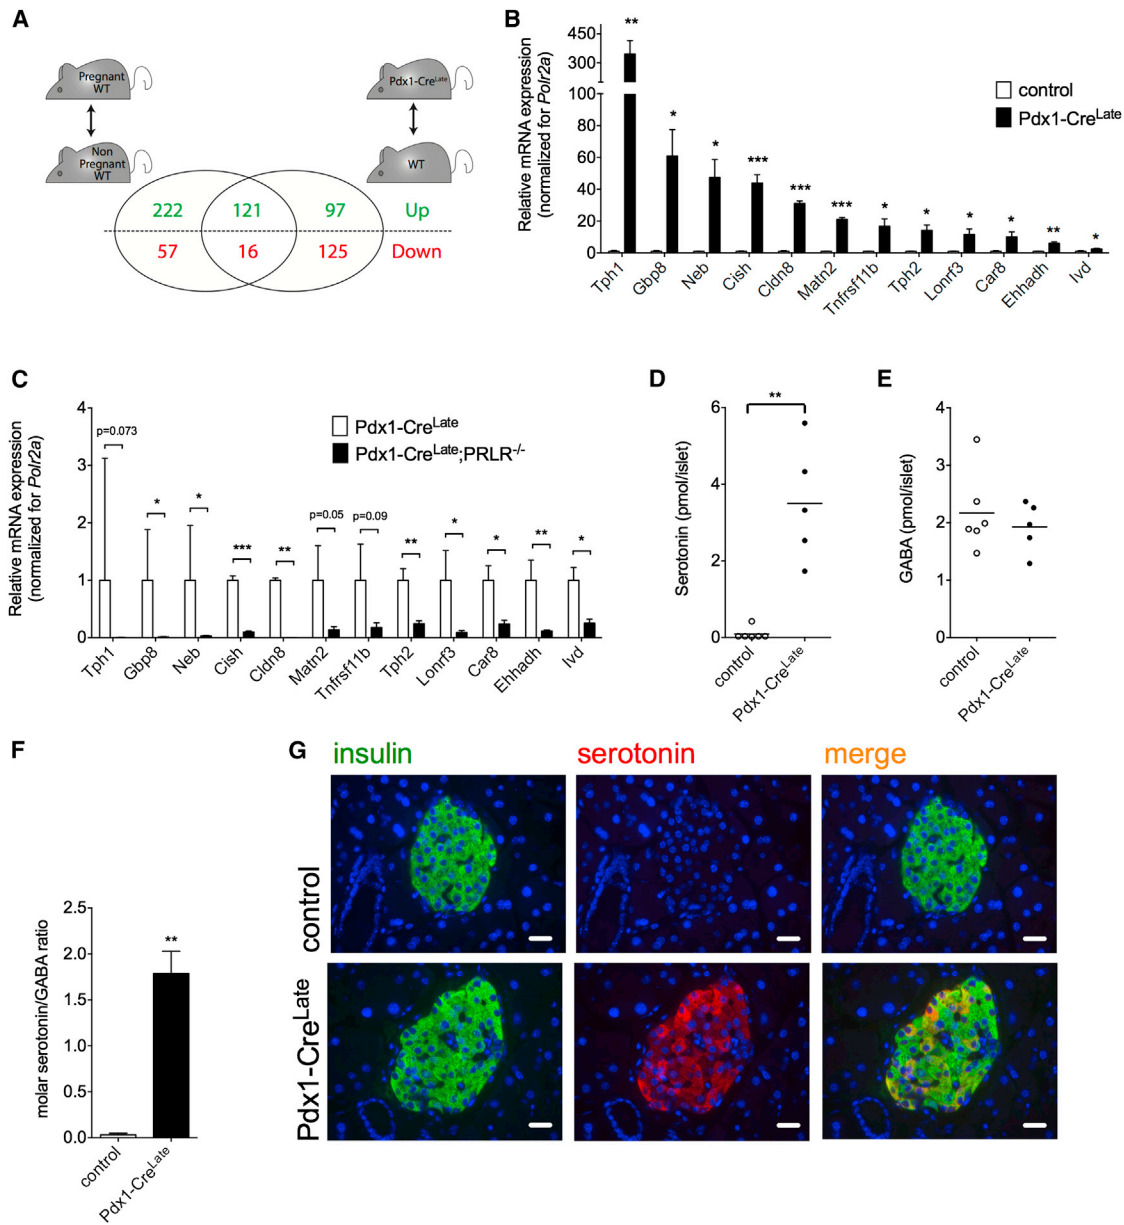 A
Pregnant
WT
Pdx1-CreLate
Non
Pregnant
WT
WT
222 121 97 Up
57 16 125 Down
B
Relative mRNA expression
(normalized for Polr2a)
450
300
100
80
60
40
20
0
** * * *** *** *** * * * * ** *
control
Pdx1-CreLate
Tph1 Gbp8 Neb Cish Cldn8 Matn2 Tnfrsf11b Tph2 Lonrf3 Car8 Ehhadh Ivd
C
Relative mRNA expression
(normalized for Polr2a)
4
3
2
1
0
Pdx1-CreLate
Pdx1-CreLate;PRLR-/-
p=0.073 * * *** ** p=0.05 p=0.09 ** * * ** *
Tph1 Gbp8 Neb Cish Cldn8 Matn2 Tnfrsf11b Tph2 Lonrf3 Car8 Ehhadh Ivd
D
Serotonin (pmol/islet)
6
4
2
0
**
control Pdx1-CreLate
E
GABA (pmol/islet)
4
3
2
1
0
control Pdx1-CreLate
F
molar serotonin/GABA ratio
2.5
2.0
1.5
1.0
0.5
0.0
**
control Pdx1-CreLate
G
insulin serotonin merge
control
Pdx1-CreLate